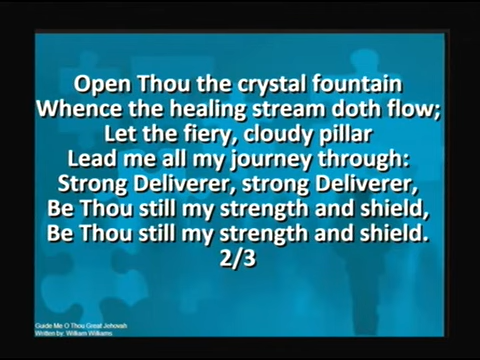 Open Thou the crystal fountain
Whence the healing stream doth flow;
Let the fiery, cloudy pillar
Lead me all my journey through:
Strong Deliverer, strong Deliverer,
Be Thou still my strength and shield,
Be Thou still my strength and shield.
2/3
Guide Me O Thou Great Jehovah
Written by: William Williams